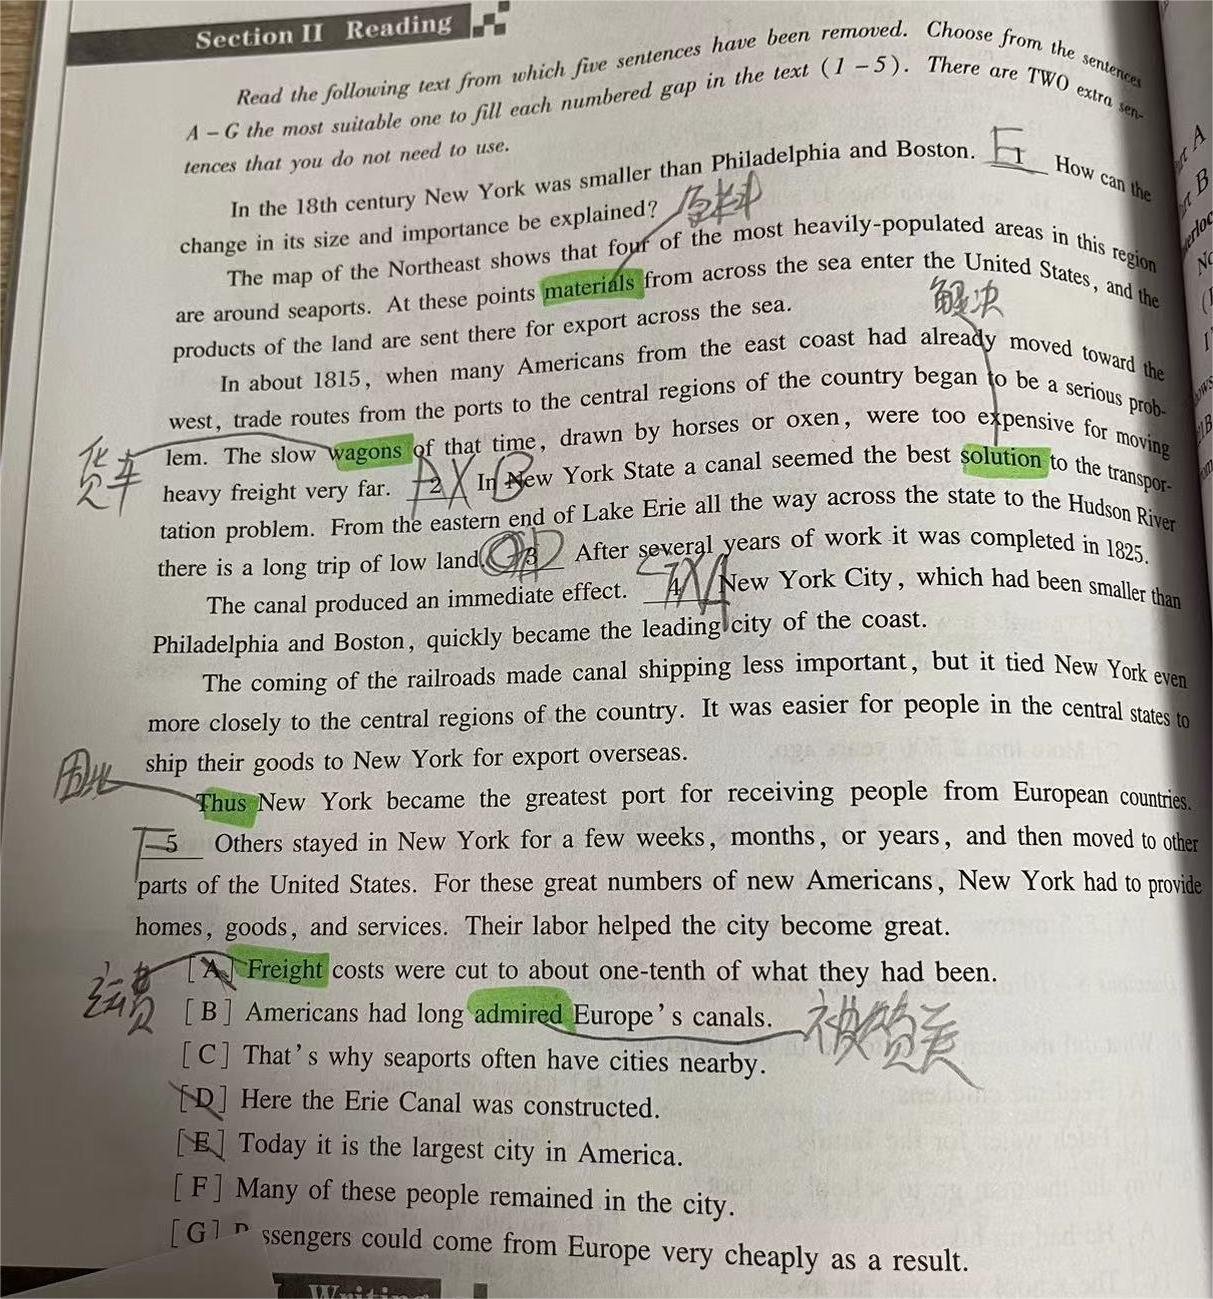 Section II Reading
Read the following text from which five sentences have been removed. Choose from the sentences
A – G the most suitable one to fill each numbered gap in the text (1 – 5). There are TWO extra sen-
tences that you do not need to use.
In the 18th century New York was smaller than Philadelphia and Boston. E 1 How can the
change in its size and importance be explained?
The map of the Northeast shows that four of the most heavily-populated areas in this region
are around seaports. At these points materials from across the sea enter the United States, and the
解决
products of the land are sent there for export across the sea.
In about 1815, when many Americans from the east coast had already moved toward the
west, trade routes from the ports to the central regions of the country began to be a serious prob-
货车
lem. The slow wagons of that time, drawn by horses or oxen, were too expensive for moving
heavy freight very far. 2 B In New York State a canal seemed the best solution to the transpor-
tation problem. From the eastern end of Lake Erie all the way across the state to the Hudson River
there is a long trip of low land. D 3 After several years of work it was completed in 1825.
The canal produced an immediate effect. 4 A New York City, which had been smaller than
Philadelphia and Boston, quickly became the leading city of the coast.
The coming of the railroads made canal shipping less important, but it tied New York even
more closely to the central regions of the country. It was easier for people in the central states to
ship their goods to New York for export overseas.
因此
Thus New York became the greatest port for receiving people from European countries.
F 5 Others stayed in New York for a few weeks, months, or years, and then moved to other
parts of the United States. For these great numbers of new Americans, New York had to provide
homes, goods, and services. Their labor helped the city become great.
运费
[A] Freight costs were cut to about one-tenth of what they had been.
[B] Americans had long admired Europe's canals.
被赞美
[C] That's why seaports often have cities nearby.
[D] Here the Erie Canal was constructed.
[E] Today it is the largest city in America.
[F] Many of these people remained in the city.
[G] ssengers could come from Europe very cheaply as a result.
Writing